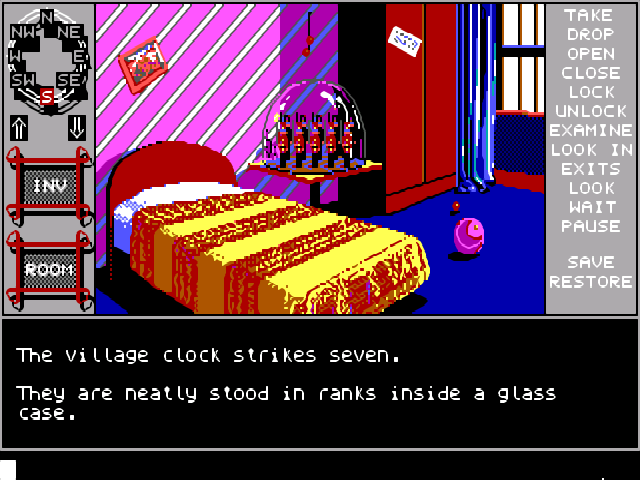 N
NW NE
W E
SW SE
S
INV
ROOM
TAKE
DROP
OPEN
CLOSE
LOCK
UNLOCK
EXAMINE
LOOK IN
EXITS
LOOK
WAIT
PAUSE
SAVE
RESTORE
The village clock strikes seven.
They are neatly stood in ranks inside a glass
case.